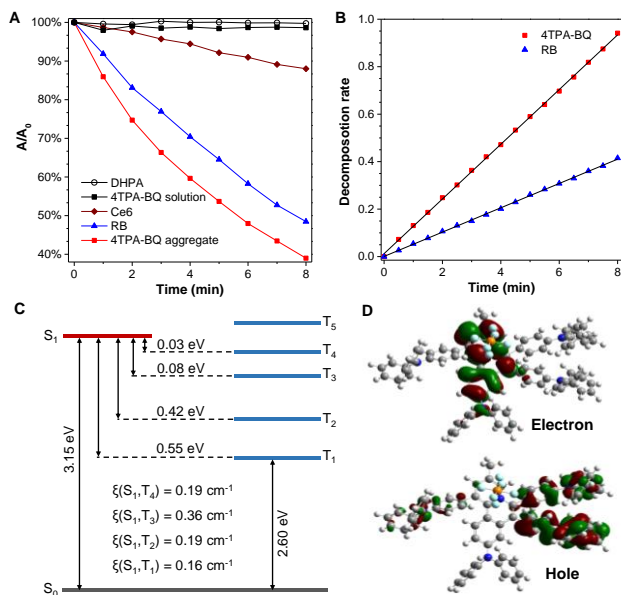 A
100%
90%
80%
70%
60%
50%
40%
A/A0
DHPA
4TPA-BQ solution
Ce6
RB
4TPA-BQ aggregate
0 2 4 6 8
Time (min)
B
1.0
0.8
0.6
0.4
0.2
0.0
Decomposotion rate
4TPA-BQ
RB
0 2 4 6 8
Time (min)
C
S1
T5
0.03 eV
T4
0.08 eV
T3
0.42 eV
T2
0.55 eV
T1
3.15 eV
ξ(S1,T4) = 0.19 cm-1
ξ(S1,T3) = 0.36 cm-1
ξ(S1,T2) = 0.19 cm-1
ξ(S1,T1) = 0.16 cm-1
2.60 eV
S0
D
Electron
Hole